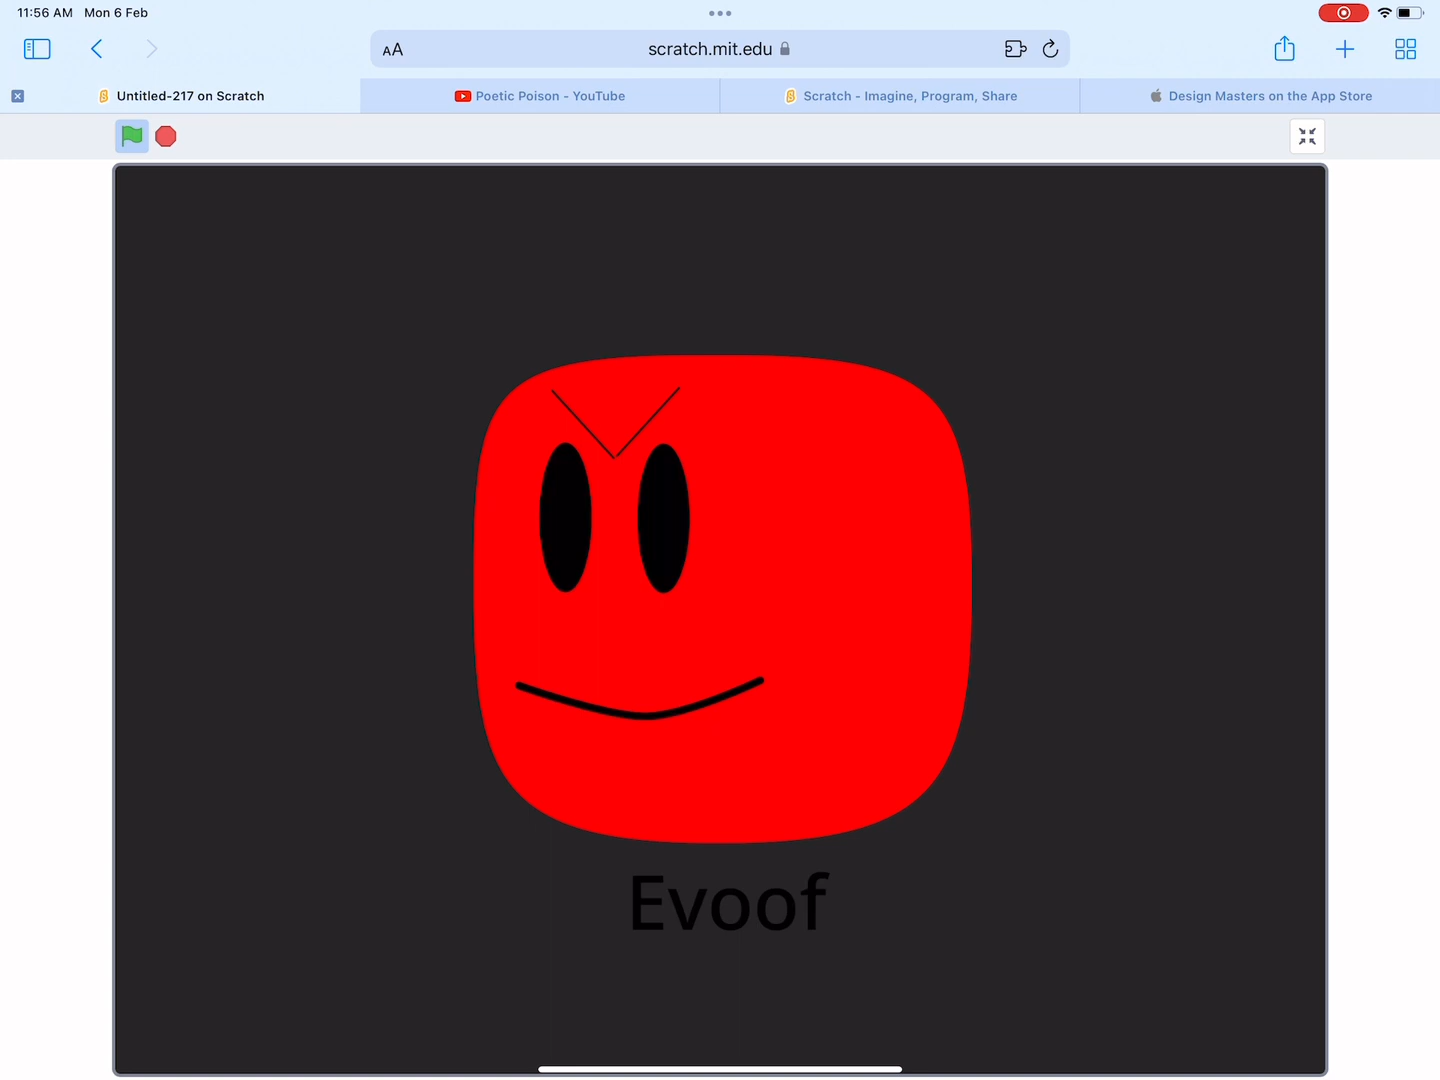 11:56 AM Mon 6 Feb
AA scratch.mit.edu
Untitled-217 on Scratch
Poetic Poison - YouTube
Scratch - Imagine, Program, Share
Design Masters on the App Store
Evoof